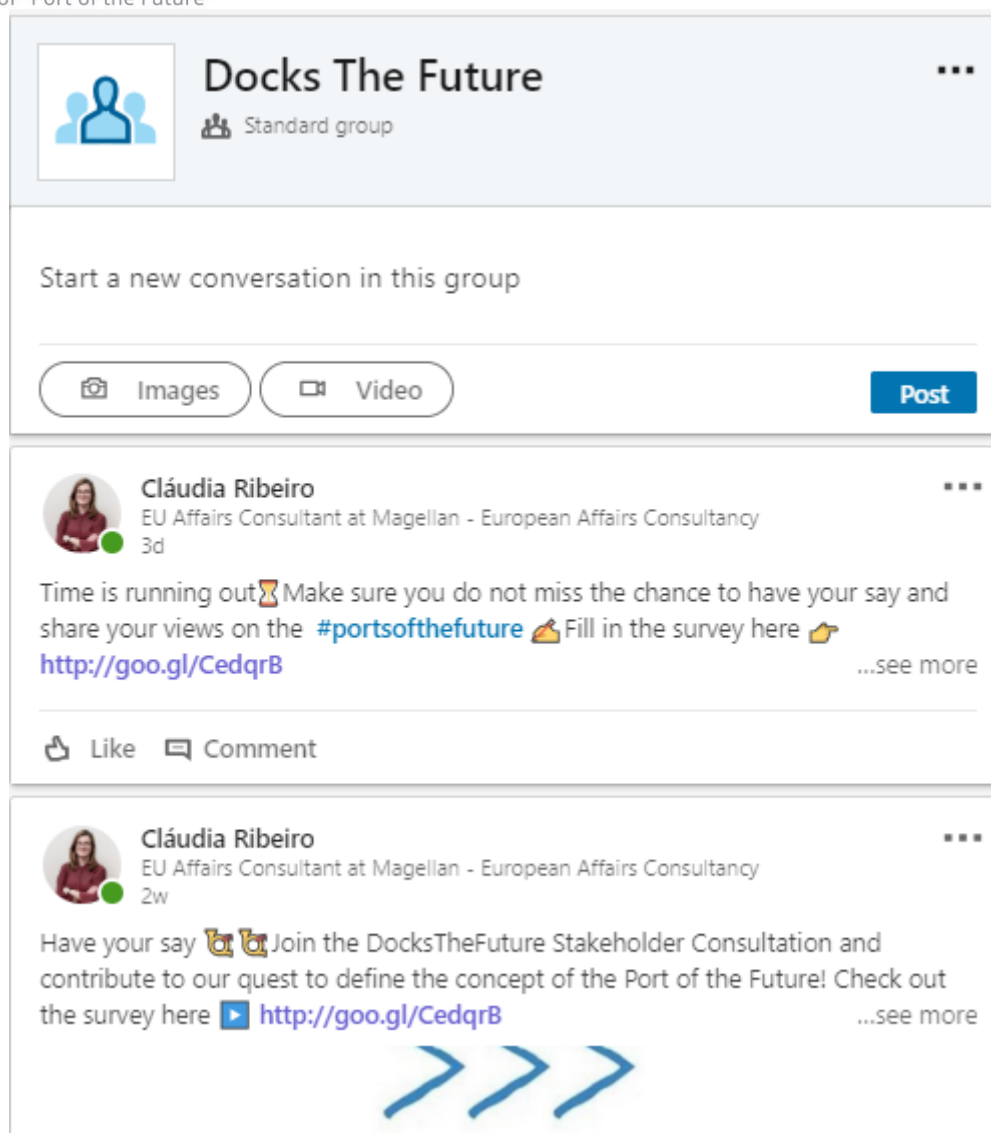 of "Port of the Future"
Docks The Future
Standard group
Start a new conversation in this group
Images
Video
Post
Cláudia Ribeiro
EU Affairs Consultant at Magellan - European Affairs Consultancy
3d
Time is running out⏳Make sure you do not miss the chance to have your say and
share your views on the #portsofthefuture ✍Fill in the survey here 👉
http://goo.gl/CedqrB ...see more
Like Comment
Cláudia Ribeiro
EU Affairs Consultant at Magellan - European Affairs Consultancy
2w
Have your say 🙋🙋Join the DocksTheFuture Stakeholder Consultation and
contribute to our quest to define the concept of the Port of the Future! Check out
the survey here ▶ http://goo.gl/CedqrB ...see more